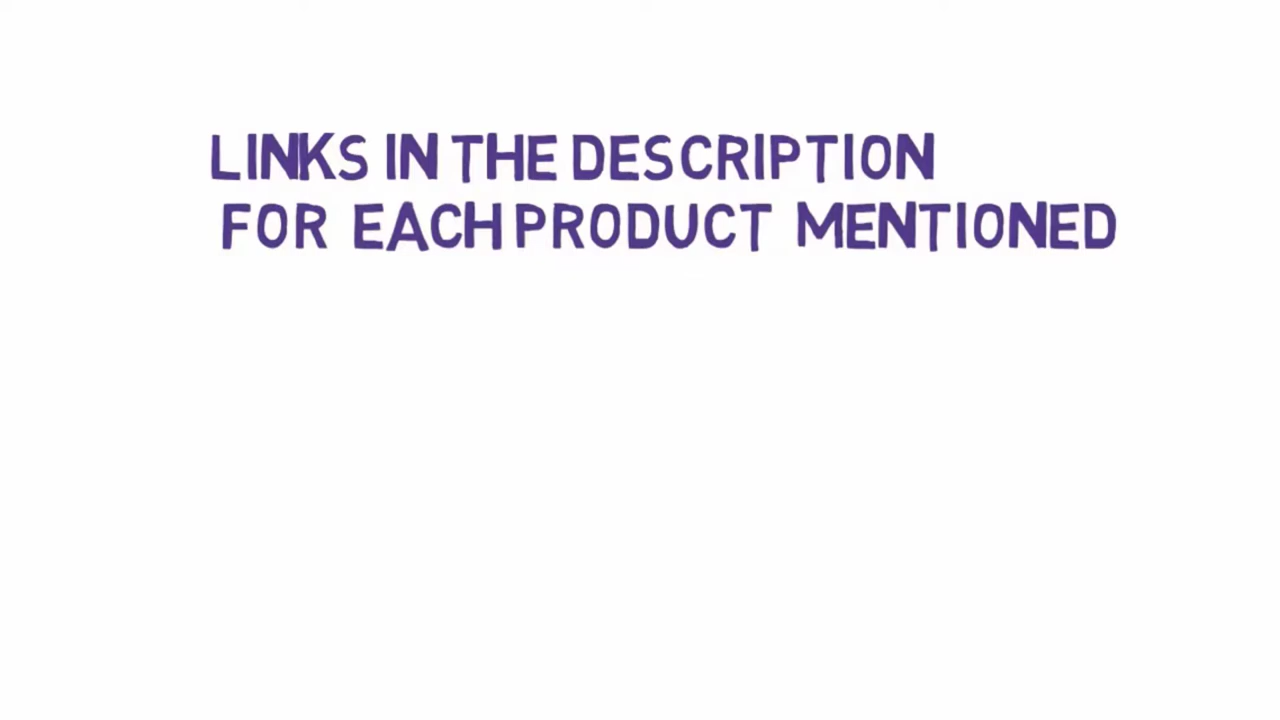 LINKS IN THE DESCRIPTION
FOR EACH PRODUCT MENTIONED